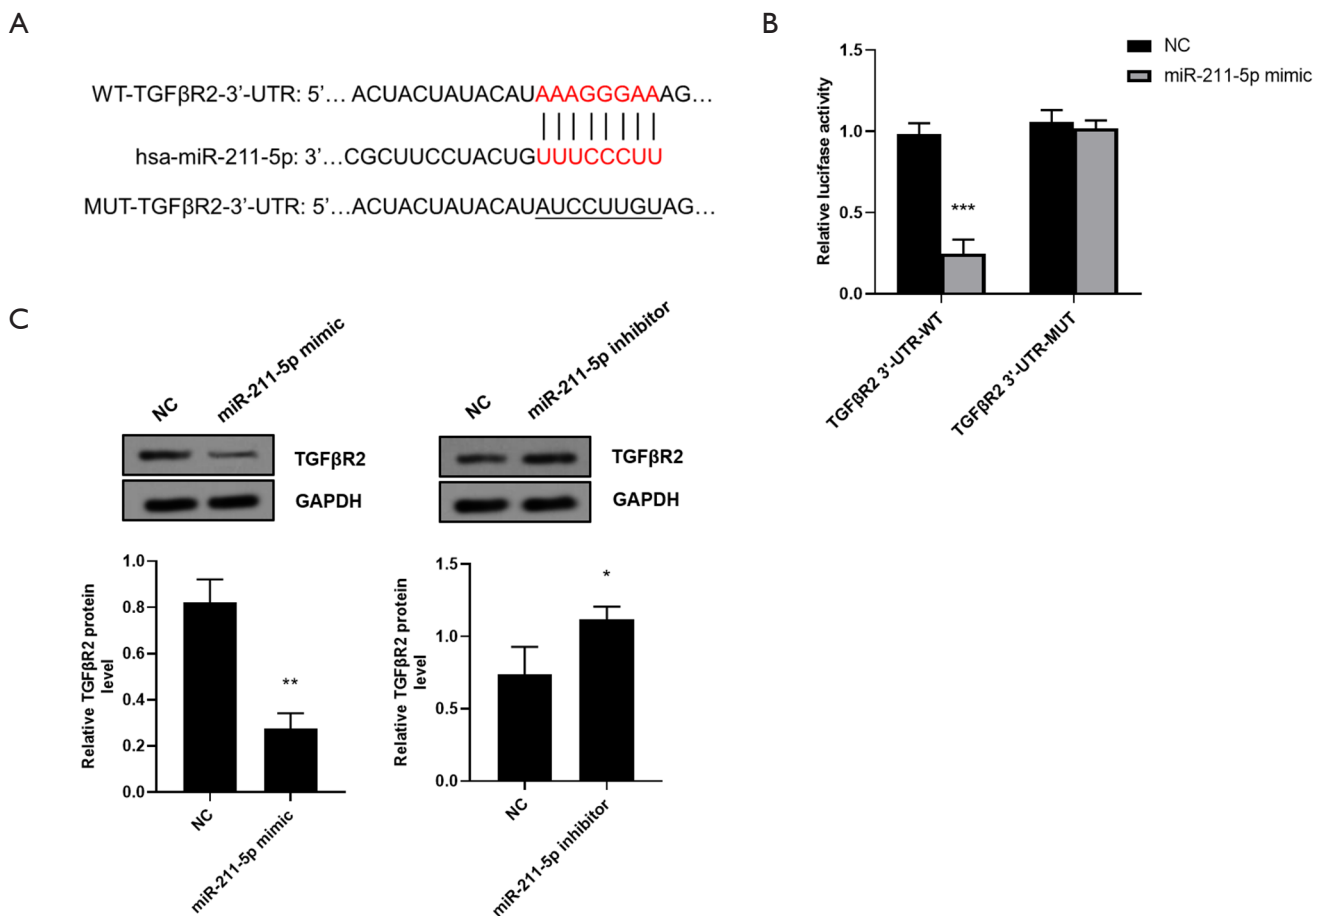 A
WT-TGFβR2-3'-UTR: 5'... ACUACUAUACAUAAAGGGAAAG...
hsa-miR-211-5p: 3'...CGCUUCCUACUGUUUCCCUU
MUT-TGFβR2-3'-UTR: 5'...ACUACUAUACAUAUCCUUGUAG...
B
NC
miR-211-5p mimic
Relative lucifase activity
1.5
1.0
0.5
0.0
***
TGFβR2 3'-UTR-WT
TGFβR2 3'-UTR-MUT
C
NC
miR-211-5p mimic
TGFβR2
GAPDH
NC
miR-211-5p inhibitor
TGFβR2
GAPDH
Relative TGFβR2 protein
level
1.0
0.8
0.6
0.4
0.2
0.0
**
NC
miR-211-5p mimic
Relative TGFβR2 protein
level
1.5
1.0
0.5
0.0
*
NC
miR-211-5p inhibitor